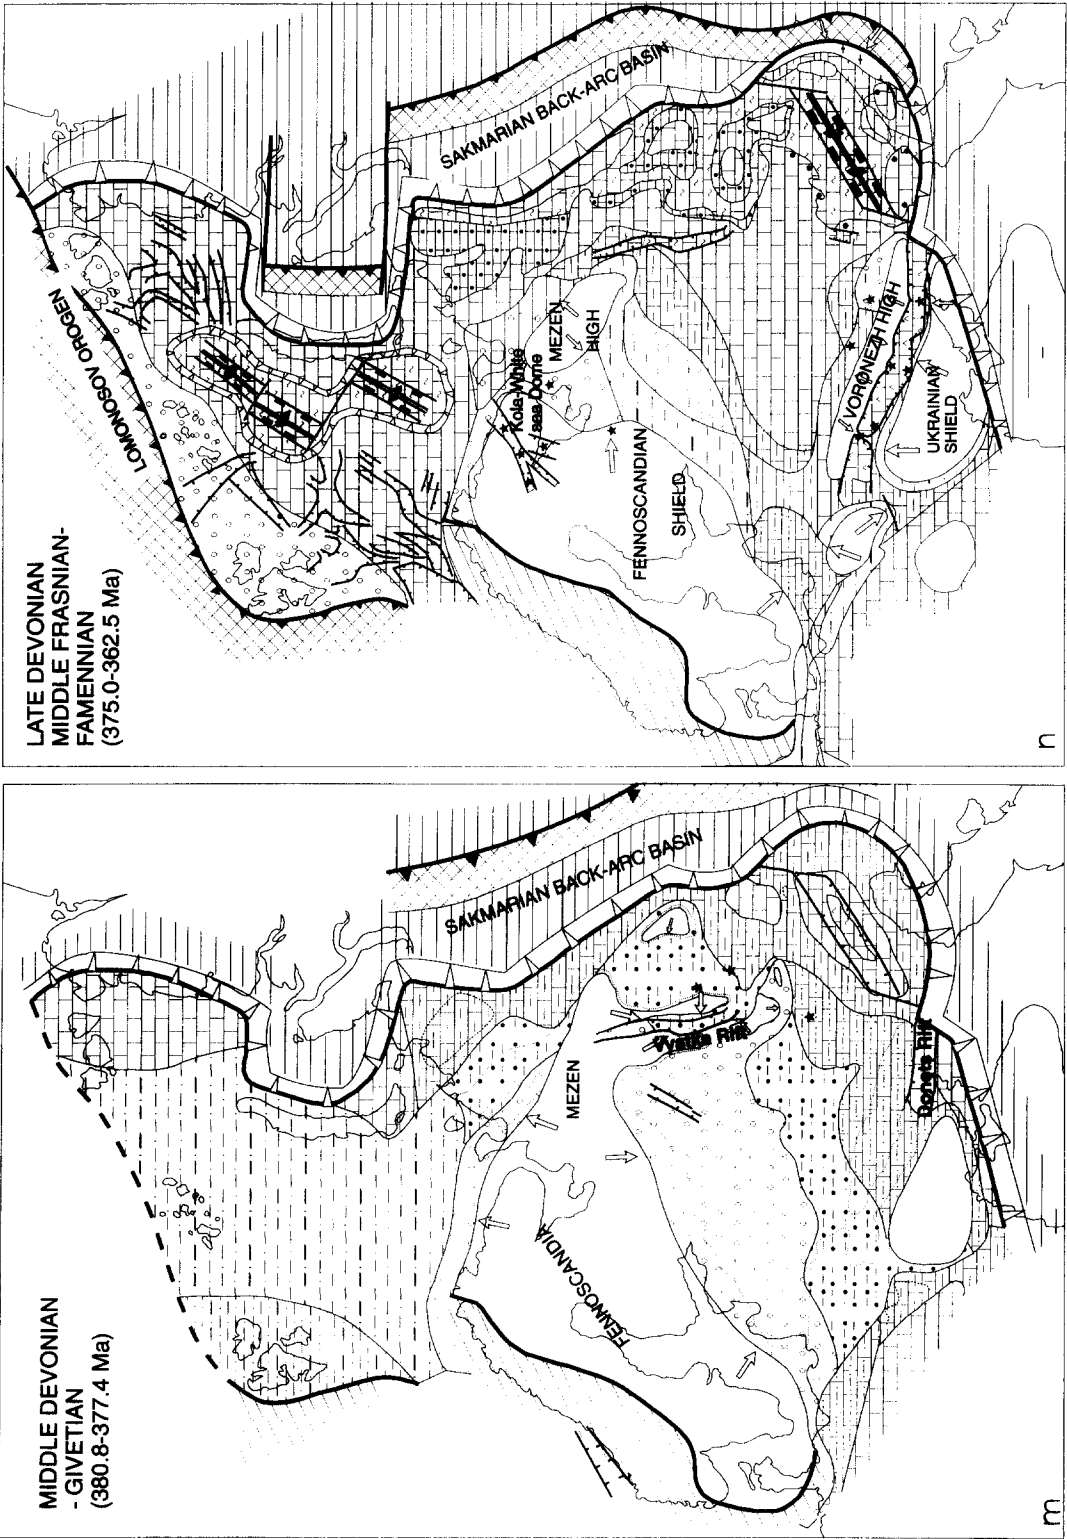 MIDDLE DEVONIAN
- GIVETIAN
(380.8-377.4 Ma)
SAKMARIAN BACK-ARC BASIN
MEZEN
Vyatka Rift
FENNOSCANDIA
Donets Rift
m
LATE DEVONIAN
MIDDLE FRASNIAN-
FAMENNIAN
(375.0-362.5 Ma)
LOMONOSOV OROGEN
SAKMARIAN BACK-ARC BASIN
Kola-White
sea Dome
MEZEN
HIGH
FENNOSCANDIAN
SHIELD
VORONEZH HIGH
UKRAINIAN
SHIELD
n